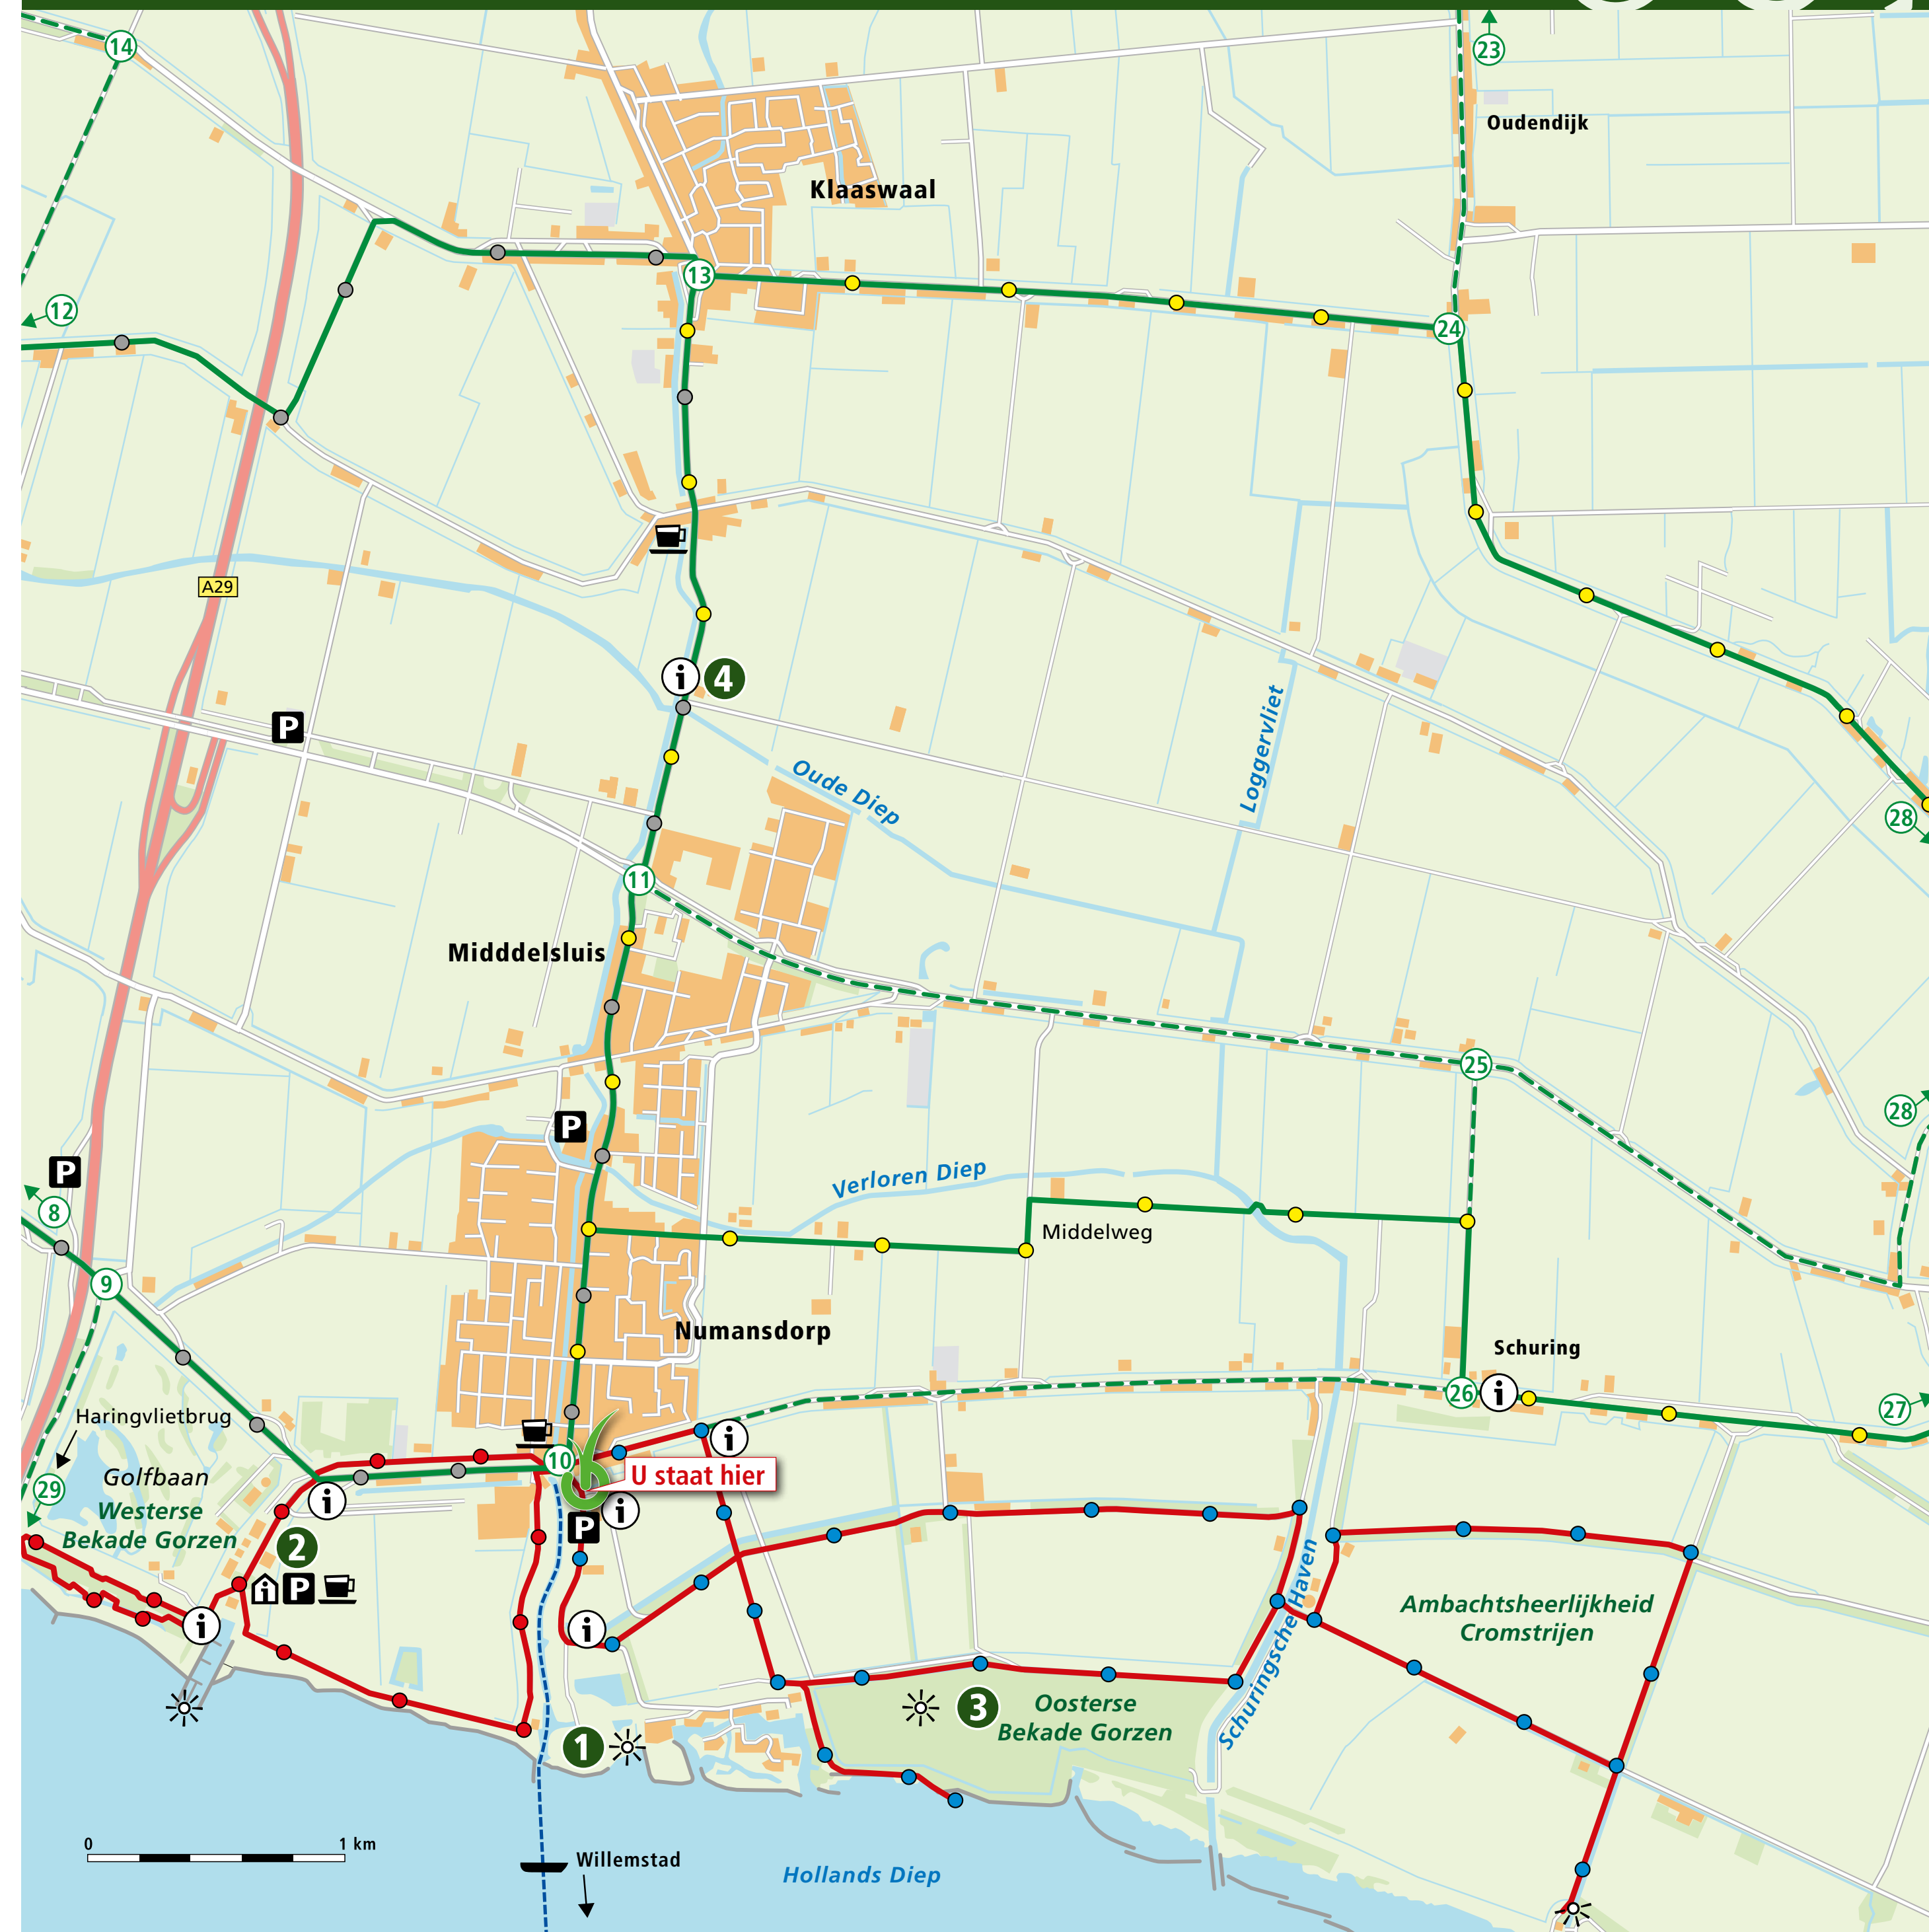 14
23
Oudendijk
Klaaswaal
13
12
24
A29
i
4
P
Oude Diep
Loggervliet
28
11
Midddelsluis
25
28
P
P
8
Verloren Diep
Middelweg
9
Numansdorp
Schuring
26
i
27
Haringvlietbrug
Golfbaan
Westerse
Bekade Gorzen
29
10
i
U staat hier
i
i
P
2
i
P
i
i
Ambachtsheerlijkheid
Cromstrijen
Schuringsche Haven
3
Oosterse
Bekade Gorzen
1
0 1 km
Willemstad
Hollands Diep